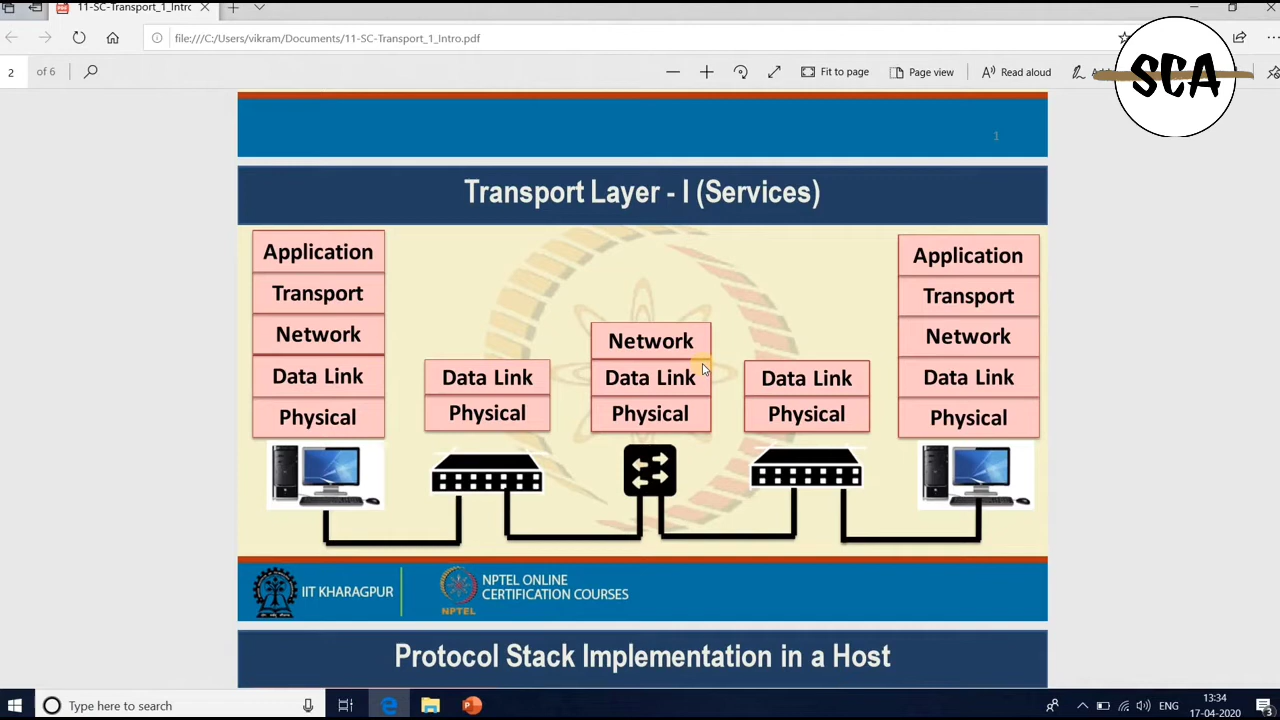 11-SC-Transport_1_Intro
file:///C:/Users/vikram/Documents/11-SC-Transport_1_Intro.pdf
2 of 6
Fit to page
Page view
Read aloud
SCA
1
Transport Layer - I (Services)
Application
Transport
Network
Data Link
Physical
Data Link
Physical
Network
Data Link
Physical
Data Link
Physical
Application
Transport
Network
Data Link
Physical
IIT KHARAGPUR
NPTEL
NPTEL ONLINE
CERTIFICATION COURSES
Protocol Stack Implementation in a Host
Type here to search
ENG
13:34
17-04-2020